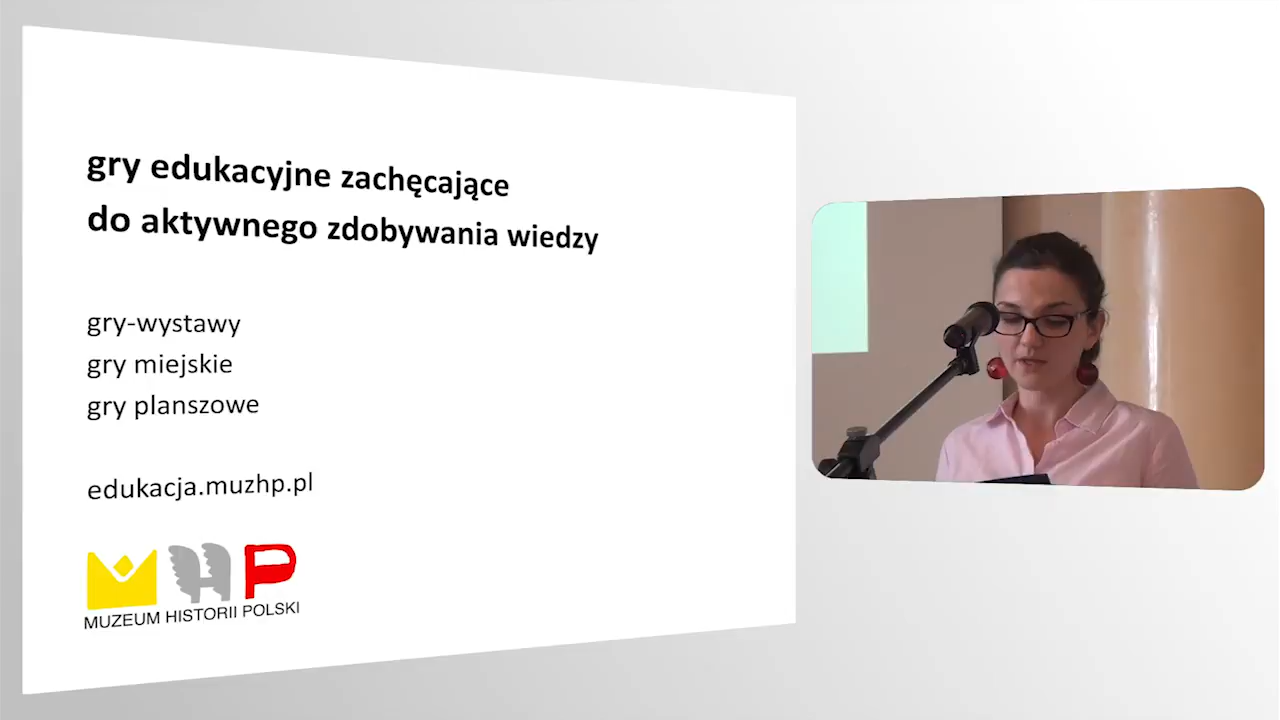 gry edukacyjne zachęcające
do aktywnego zdobywania wiedzy
gry-wystawy
gry miejskie
gry planszowe
edukacja.muzhp.pl
MHP
MUZEUM HISTORII POLSKI